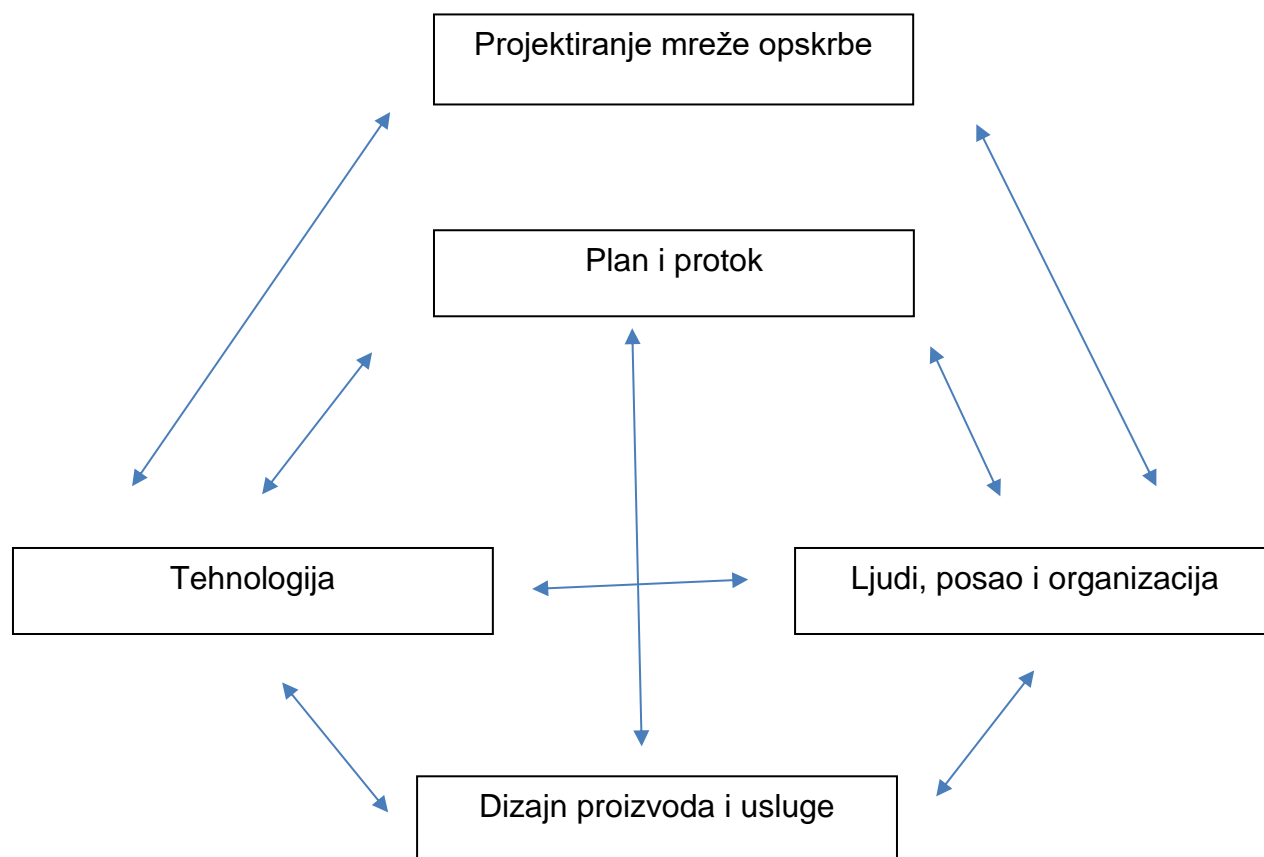 Projektiranje mreže opskrbe
Plan i protok
Tehnologija
Ljudi, posao i organizacija
Dizajn proizvoda i usluge